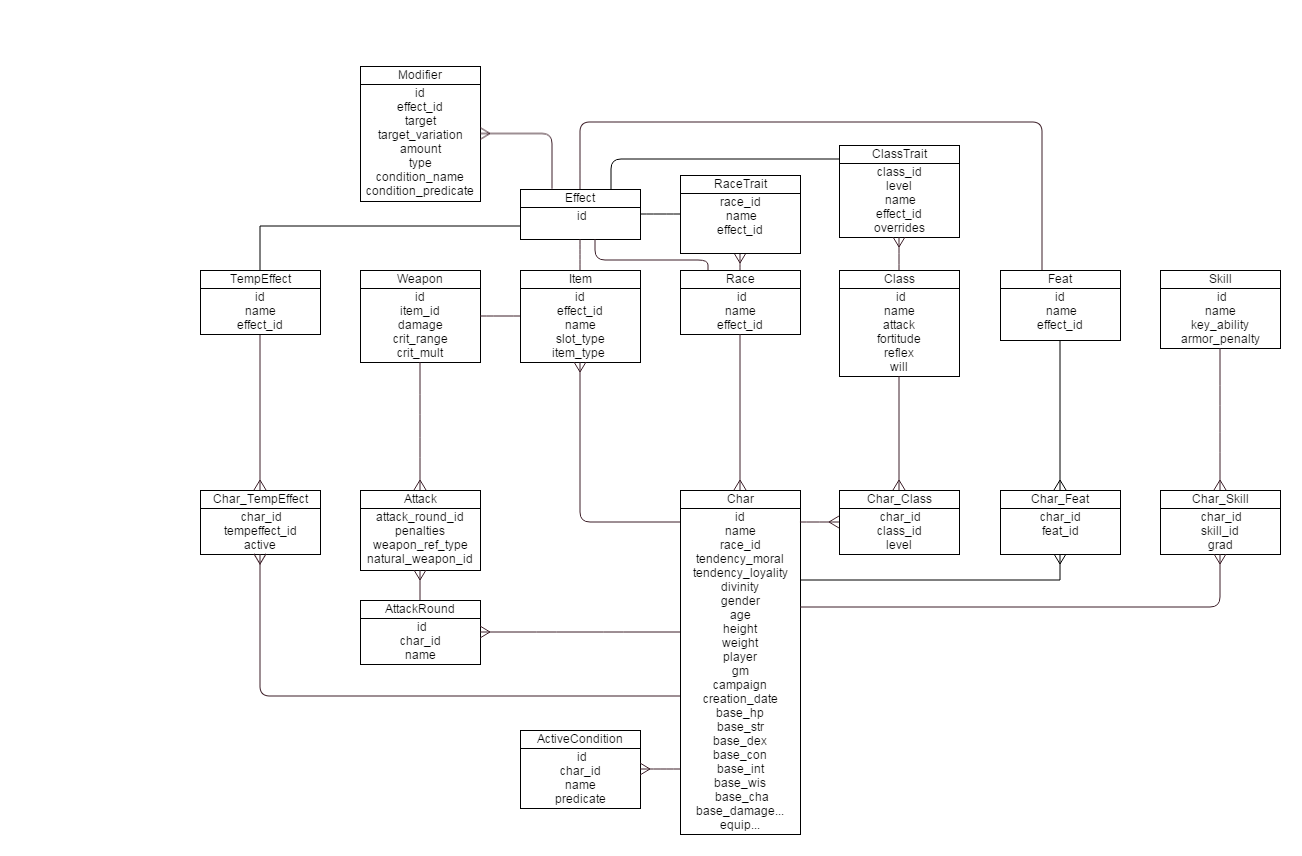 Modifier
id
effect_id
target
target_variation
amount
type
condition_name
condition_predicate
ClassTrait
class_id
level
name
effect_id
overrides
RaceTrait
race_id
name
effect_id
Effect
id
TempEffect
id
name
effect_id
Weapon
id
item_id
damage
crit_range
crit_mult
Item
id
effect_id
name
slot_type
item_type
Race
id
name
effect_id
Class
id
name
attack
fortitude
reflex
will
Feat
id
name
effect_id
Skill
id
name
key_ability
armor_penalty
Char_TempEffect
char_id
tempeffect_id
active
Attack
attack_round_id
penalties
weapon_ref_type
natural_weapon_id
Char
id
name
race_id
tendency_moral
tendency_loyality
divinity
gender
age
height
weight
player
gm
campaign
creation_date
base_hp
base_str
base_dex
base_con
base_int
base_wis
base_cha
base_damage...
equip...
Char_Class
char_id
class_id
level
Char_Feat
char_id
feat_id
Char_Skill
char_id
skill_id
grad
AttackRound
id
char_id
name
ActiveCondition
id
char_id
name
predicate